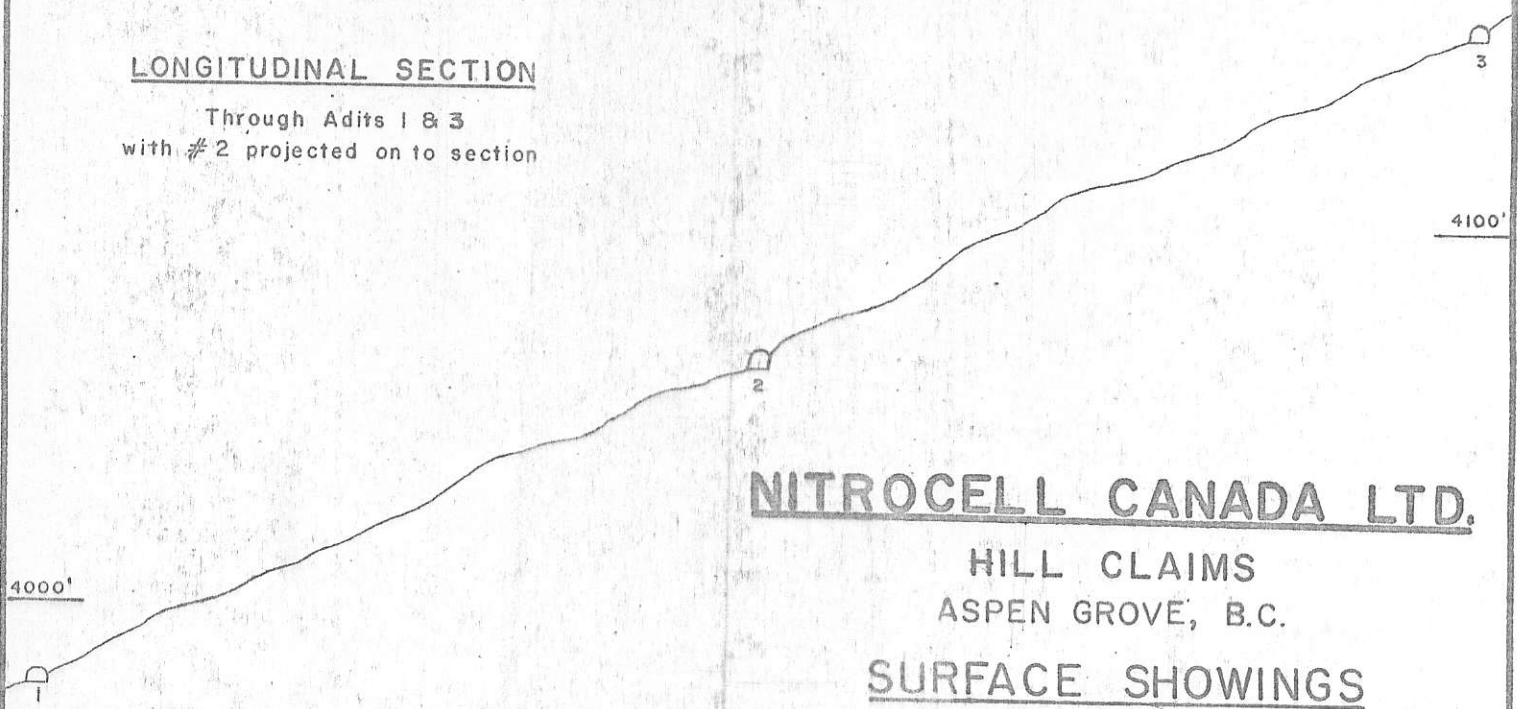 LONGITUDINAL SECTION
Through Adits 1 & 3
with #2 projected on to section
3
4100'
2
NITROCELL CANADA LTD.
HILL CLAIMS
ASPEN GROVE, B.C.
4000'
SURFACE SHOWINGS
1